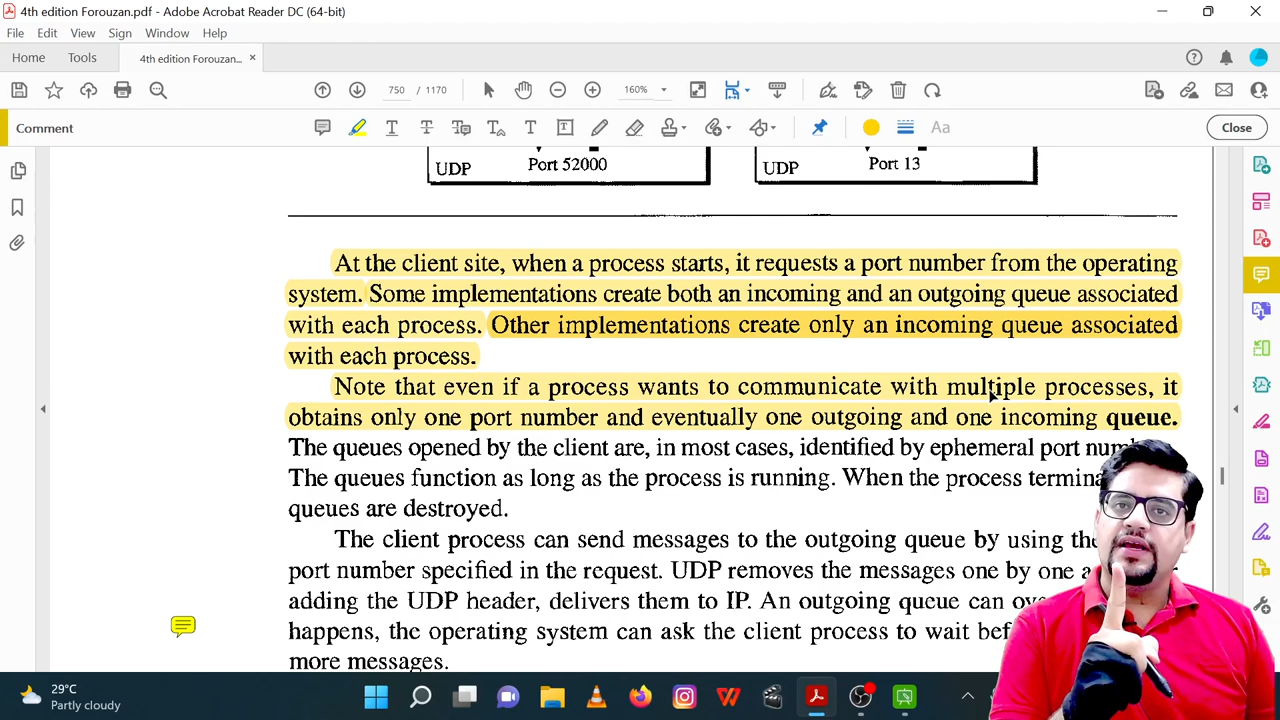 4th edition Forouzan.pdf - Adobe Acrobat Reader DC (64-bit)
File Edit View Sign Window Help
Home Tools 4th edition Forouzan...
750 / 1170 160%
Comment Aa Close
UDP Port 52000 UDP Port 13
At the client site, when a process starts, it requests a port number from the operating
system. Some implementations create both an incoming and an outgoing queue associated
with each process. Other implementations create only an incoming queue associated
with each process.
Note that even if a process wants to communicate with multiple processes, it
obtains only one port number and eventually one outgoing and one incoming queue.
The queues opened by the client are, in most cases, identified by ephemeral port
The queues function as long as the process is running. When the process
queues are destroyed.
The client process can send messages to the outgoing queue by using
port number specified in the request. UDP removes the messages one by one
adding the UDP header, delivers them to IP. An outgoing queue can
happens, the operating system can ask the client process to wait
more messages.
29°C
Partly cloudy